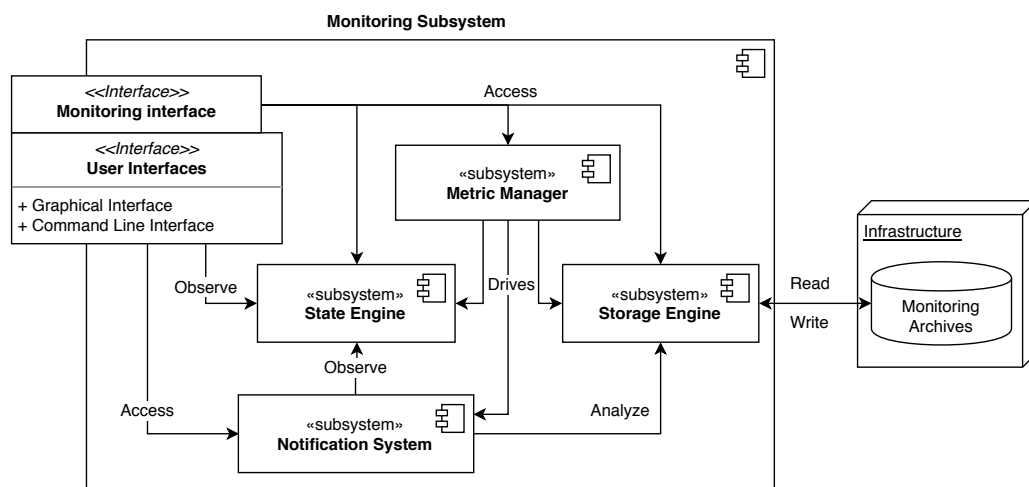 Monitoring Subsystem
<<Interface>>
Monitoring interface
Access
<<Interface>>
User Interfaces
+ Graphical Interface
+ Command Line Interface
«subsystem»
Metric Manager
Infrastructure
Observe
«subsystem»
State Engine
Drives
«subsystem»
Storage Engine
Read
Write
Monitoring
Archives
Observe
Access
«subsystem»
Notification System
Analyze